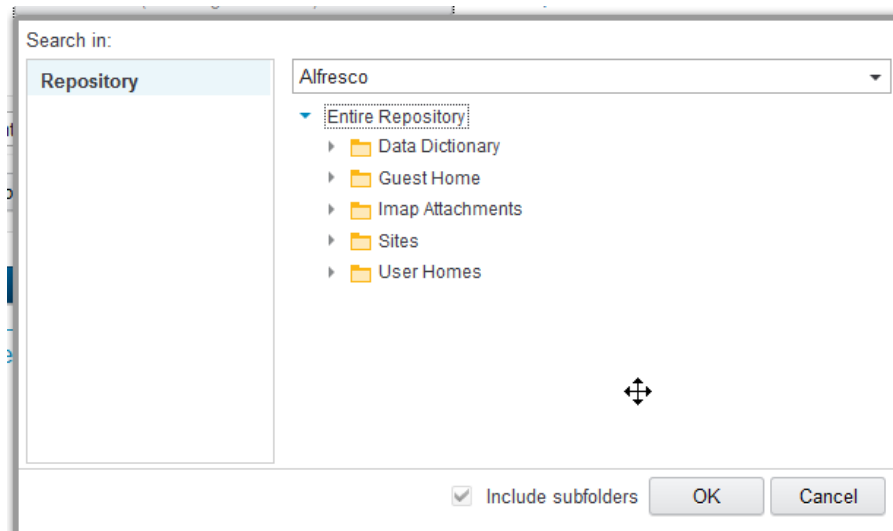 Search in:
Repository
Alfresco
Entire Repository
Data Dictionary
Guest Home
Imap Attachments
Sites
User Homes
Include subfolders
OK
Cancel